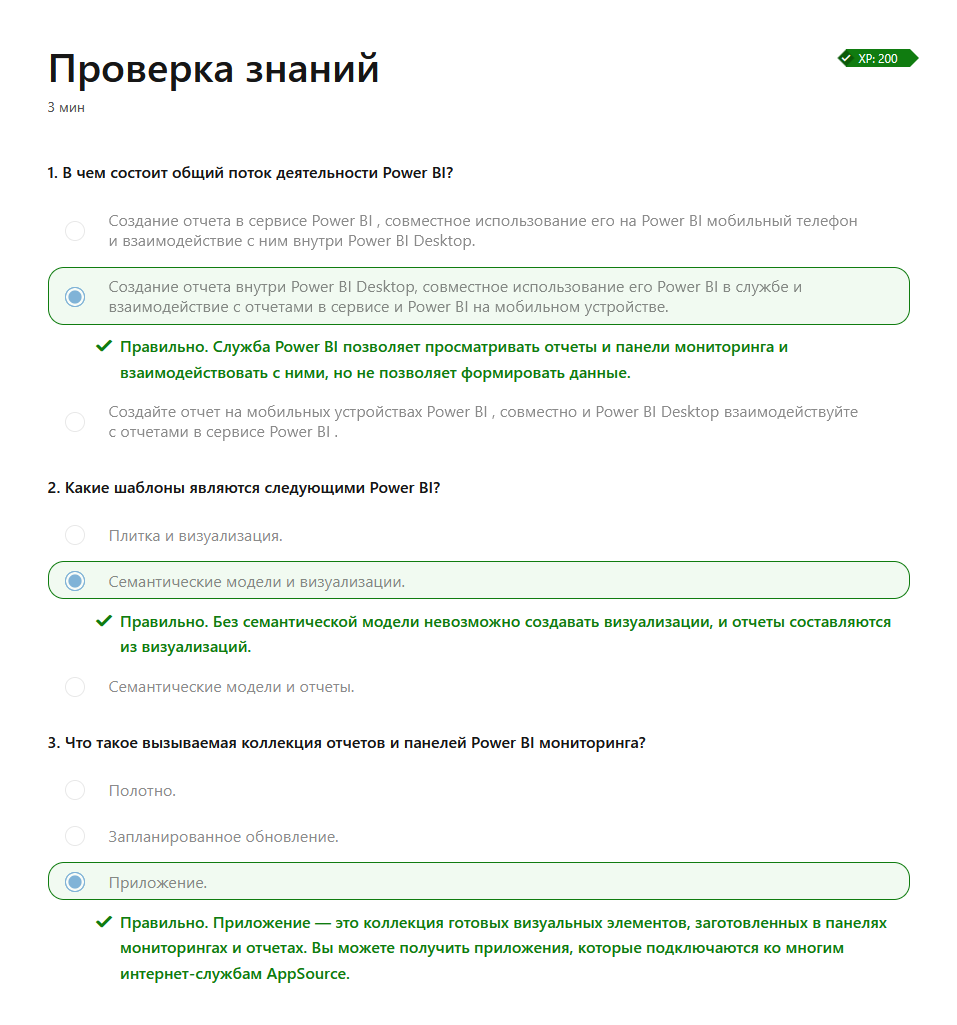 Проверка знаний
XP: 200
3 мин
1. В чем состоит общий поток деятельности Power BI?
Создание отчета в сервисе Power BI , совместное использование его на Power BI мобильный телефон
и взаимодействие с ним внутри Power BI Desktop.
Создание отчета внутри Power BI Desktop, совместное использование его Power BI в службе и
взаимодействие с отчетами в сервисе и Power BI на мобильном устройстве.
Правильно. Служба Power BI позволяет просматривать отчеты и панели мониторинга и
взаимодействовать с ними, но не позволяет формировать данные.
Создайте отчет на мобильных устройствах Power BI , совместно и Power BI Desktop взаимодействуйте
с отчетами в сервисе Power BI .
2. Какие шаблоны являются следующими Power BI?
Плитка и визуализация.
Семантические модели и визуализации.
Правильно. Без семантической модели невозможно создавать визуализации, и отчеты составляются
из визуализаций.
Семантические модели и отчеты.
3. Что такое вызываемая коллекция отчетов и панелей Power BI мониторинга?
Полотно.
Запланированное обновление.
Приложение.
Правильно. Приложение — это коллекция готовых визуальных элементов, заготовленных в панелях
мониторингах и отчетах. Вы можете получить приложения, которые подключаются ко многим
интернет-службам AppSource.